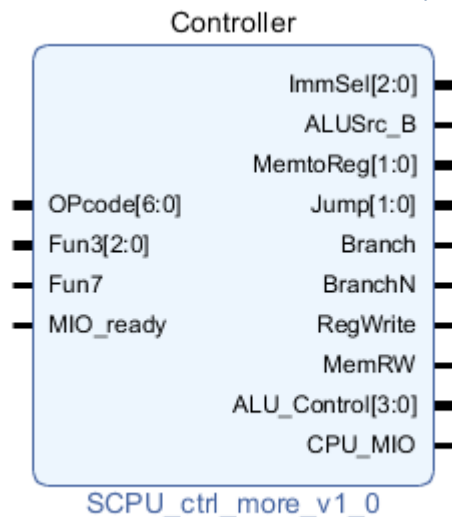 Controller
ImmSel[2:0]
ALUSrc_B
MemtoReg[1:0]
OPcode[6:0]
Jump[1:0]
Fun3[2:0]
Branch
Fun7
BranchN
MIO_ready
RegWrite
MemRW
ALU_Control[3:0]
CPU_MIO
SCPU_ctrl_more_v1_0